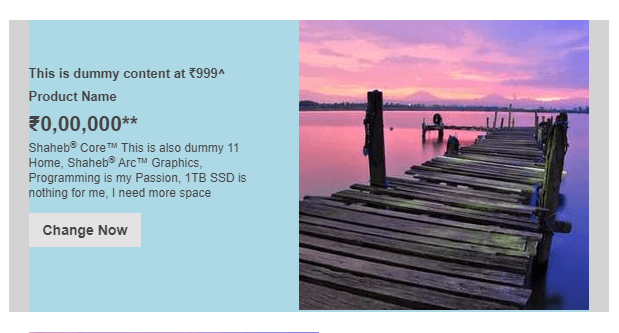 This is dummy content at ₹999^
Product Name
₹0,00,000**
Shaheb® Core™ This is also dummy 11
Home, Shaheb® Arc™ Graphics,
Programming is my Passion, 1TB SSD is
nothing for me, I need more space
Change Now